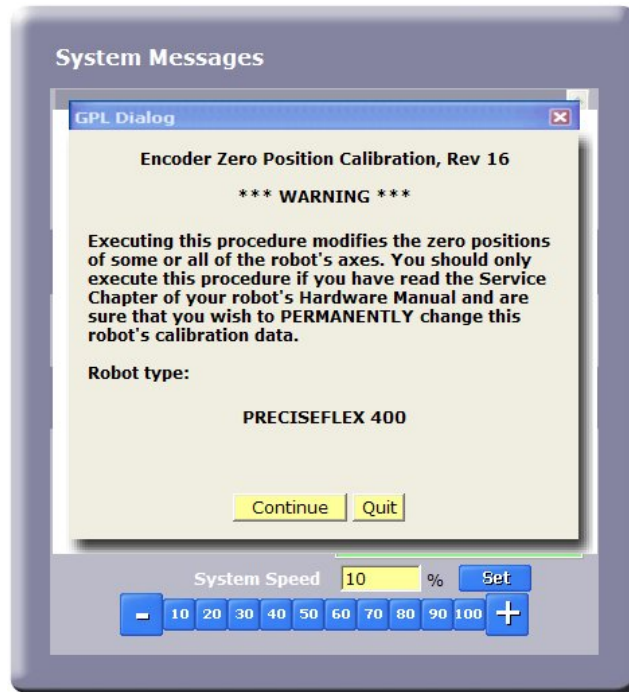 System Messages
GPL Dialog
Encoder Zero Position Calibration, Rev 16
*** WARNING ***
Executing this procedure modifies the zero positions
of some or all of the robot's axes. You should only
execute this procedure if you have read the Service
Chapter of your robot's Hardware Manual and are
sure that you wish to PERMANENTLY change this
robot's calibration data.
Robot type:
PRECISEFLEX 400
Continue Quit
System Speed 10 % Set
- 10 20 30 40 50 60 70 80 90 100 +